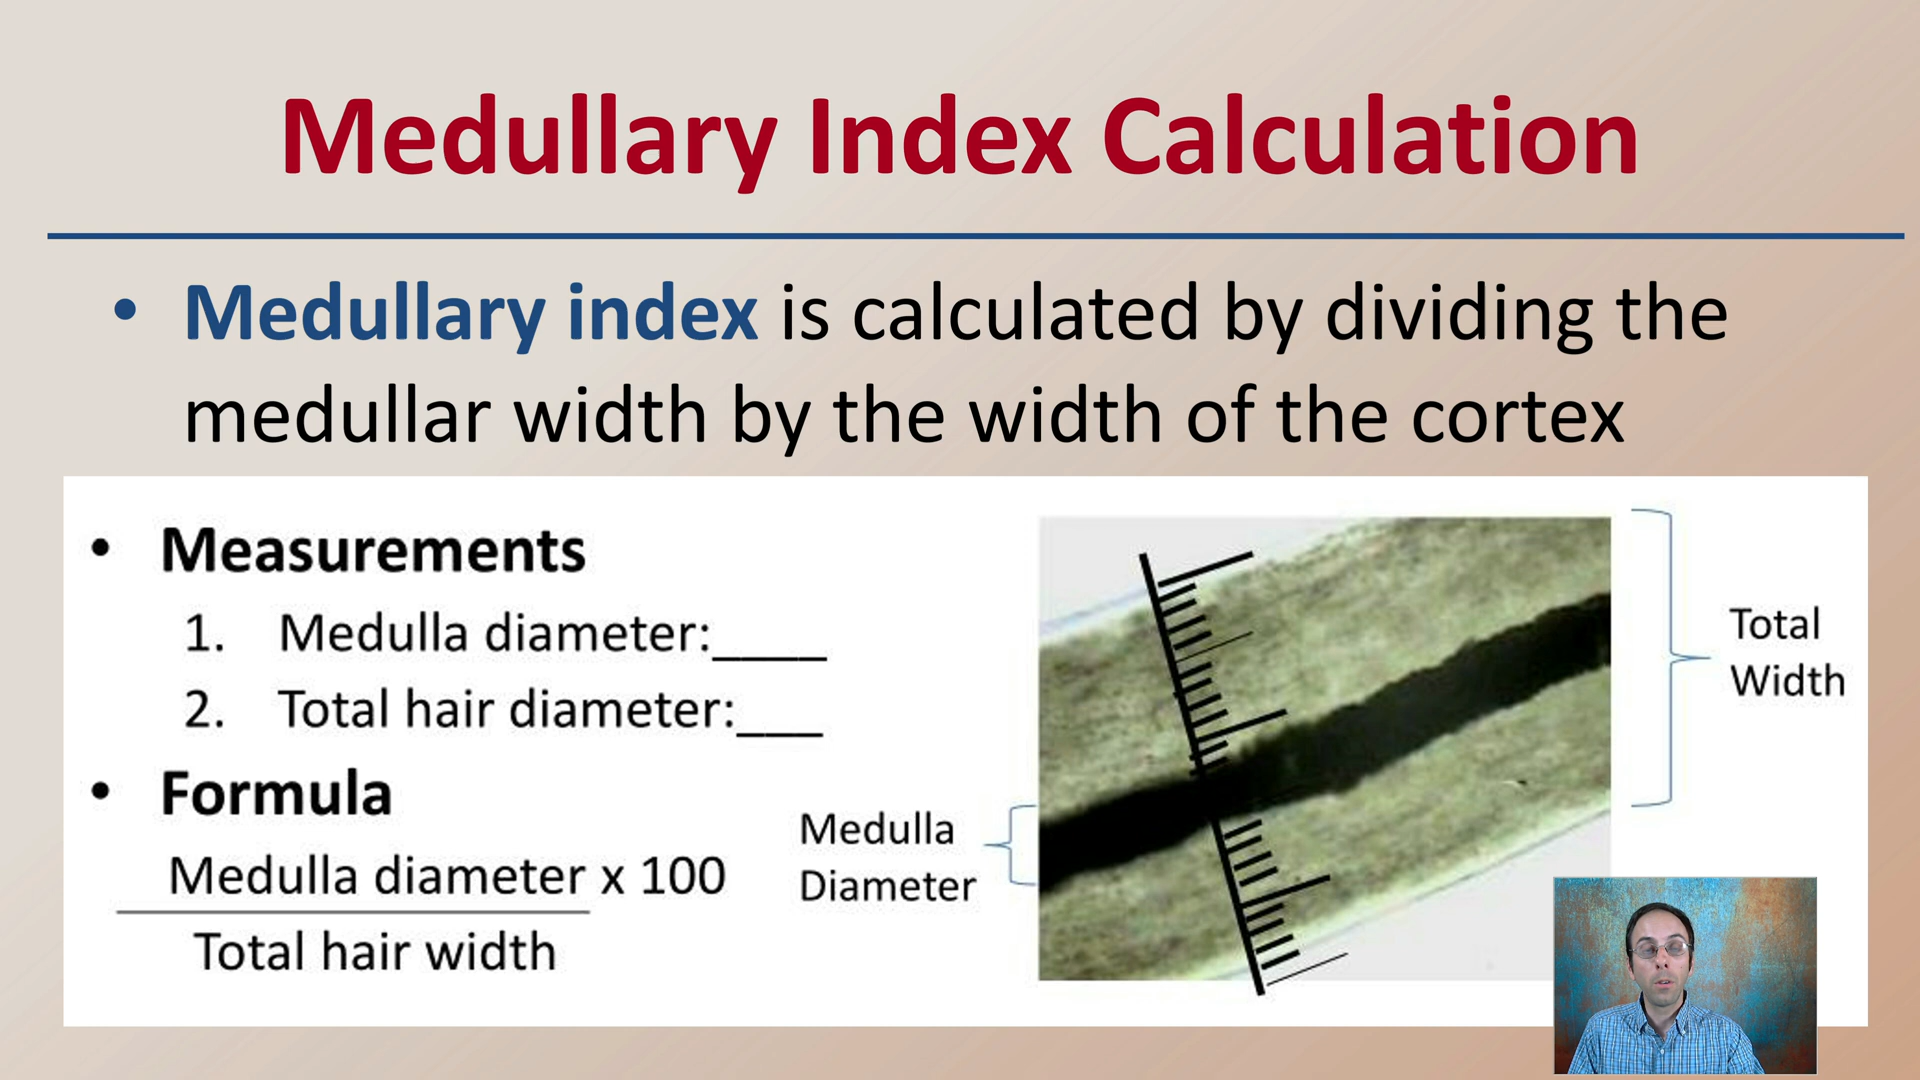 Medullary Index Calculation
• Medullary index is calculated by dividing the
medullar width by the width of the cortex
• Measurements
1. Medulla diameter:____
2. Total hair diameter:___
• Formula
Medulla diameter x 100
Total hair width
Medulla
Diameter
Total
Width